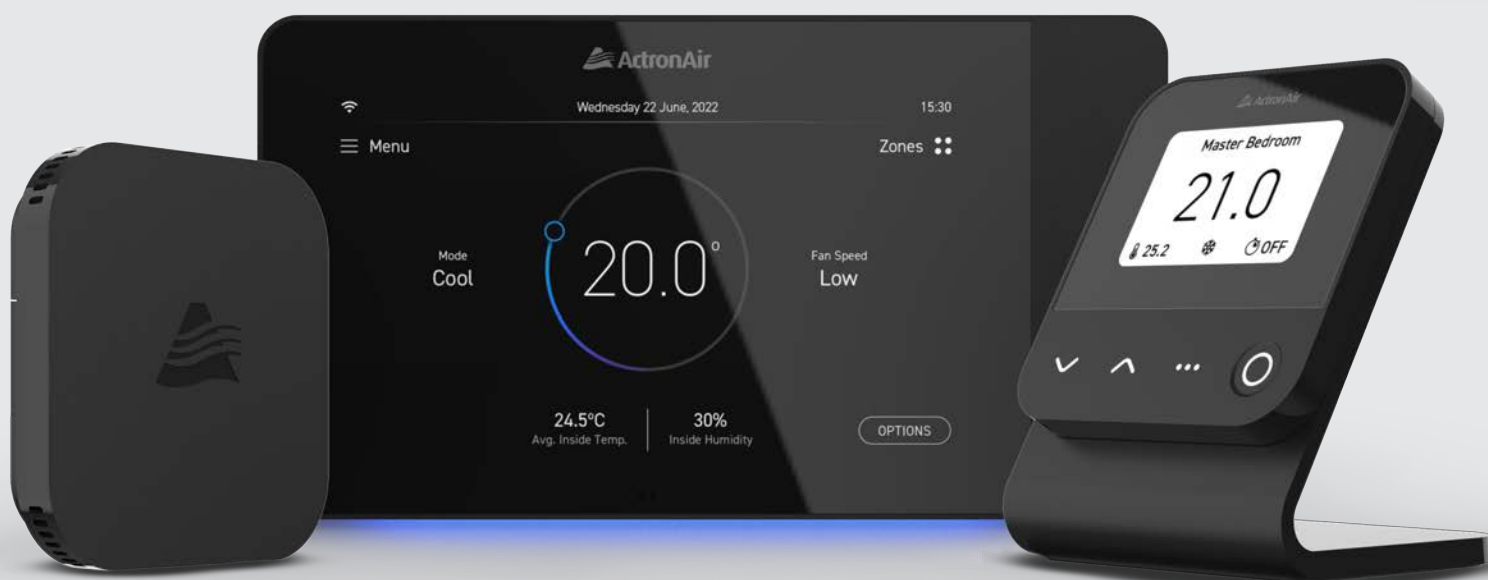 ActronAir
Wednesday 22 June, 2022
15:30
Menu
Zones
Mode
Cool
20.0°
Fan Speed
Low
24.5°C
Avg. Inside Temp.
30%
Inside Humidity
OPTIONS
ActronAir
Master Bedroom
21.0
25.2
OFF